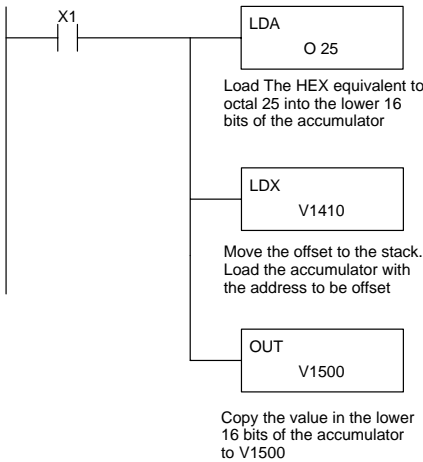 X1
LDA
O 25
Load The HEX equivalent to
octal 25 into the lower 16
bits of the accumulator
LDX
V1410
Move the offset to the stack.
Load the accumulator with
the address to be offset
OUT
V1500
Copy the value in the lower
16 bits of the accumulator
to V1500